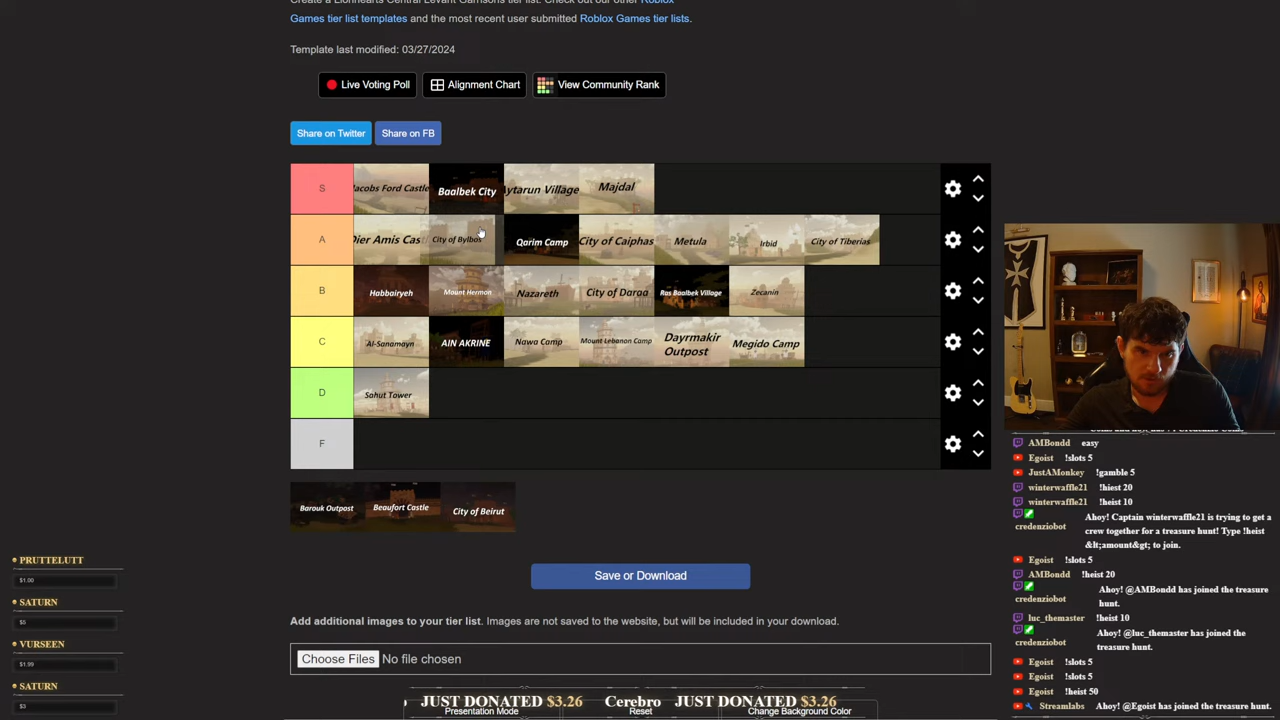 Create a Lionhearts Central Levant Garrisons tier list. Check out our other Roblox
Games tier list templates and the most recent user submitted Roblox Games tier lists.
Template last modified: 03/27/2024
Live Voting Poll
Alignment Chart
View Community Rank
Share on Twitter
Share on FB
S
Jacobs Ford Castle
Baalbek City
Aytarun Village
Majdal
A
Dier Amis Cast
City of Bylbos
Qarim Camp
City of Caiphas
Metula
Irbid
City of Tiberias
B
Habbairyeh
Mount Hermon
Nazareth
City of Daraa
Ras Baalbek Village
Zecanin
C
Al-Sanamayn
AIN AKRINE
Nawa Camp
Mount Lebanon Camp
Dayrmakir
Outpost
Megido Camp
D
Sahut Tower
F
Barouk Outpost
Beaufort Castle
City of Beirut
Save or Download
Add additional images to your tier list. Images are not saved to the website, but will be included in your download.
Choose Files No file chosen
JUST DONATED $3.26 Cerebro JUST DONATED $3.26
Presentation Mode
Reset
Change Background Color
PRUTTELUTT
$1.00
SATURN
$5
VURSEEN
$1.99
SATURN
$3
AMBondd easy
Egoist !slots 5
JustAMonkey !gamble 5
winterwaffle21 !heist 20
winterwaffle21 !heist 10
credenziobot Ahoy! Captain winterwaffle21 is trying to get
a crew together for a treasure hunt! Type !heist
&lt;amount&gt; to join.
Egoist !slots 5
AMBondd !heist 20
credenziobot Ahoy! @AMBondd has joined the treasure
hunt.
luc_themaster !heist 10
credenziobot Ahoy! @luc_themaster has joined the
treasure hunt.
Egoist !slots 5
Egoist !slots 5
Egoist !heist 50
Streamlabs Ahoy! @Egoist has joined the treasure hunt.